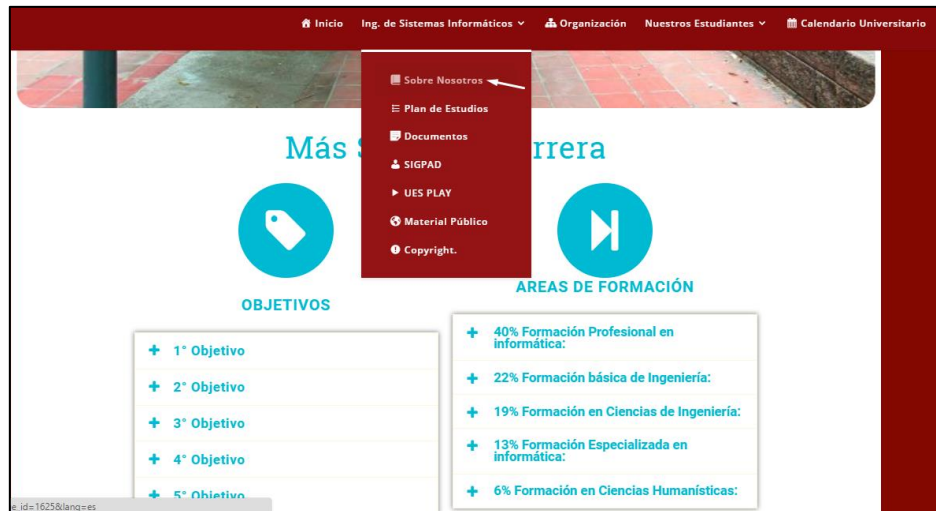 Inicio Ing. de Sistemas Informáticos Organización Nuestros Estudiantes Calendario Universitario
Sobre Nosotros
Plan de Estudios
Documentos
SIGPAD
UES PLAY
Material Público
Copyright.
Más
OBJETIVOS
1° Objetivo
2° Objetivo
3° Objetivo
4° Objetivo
5° Objetivo
AREAS DE FORMACIÓN
40% Formación Profesional en
informática:
22% Formación básica de Ingeniería:
19% Formación en Ciencias de Ingeniería:
13% Formación Especializada en
informática:
6% Formación en Ciencias Humanísticas:
e_id=1625&lang=es